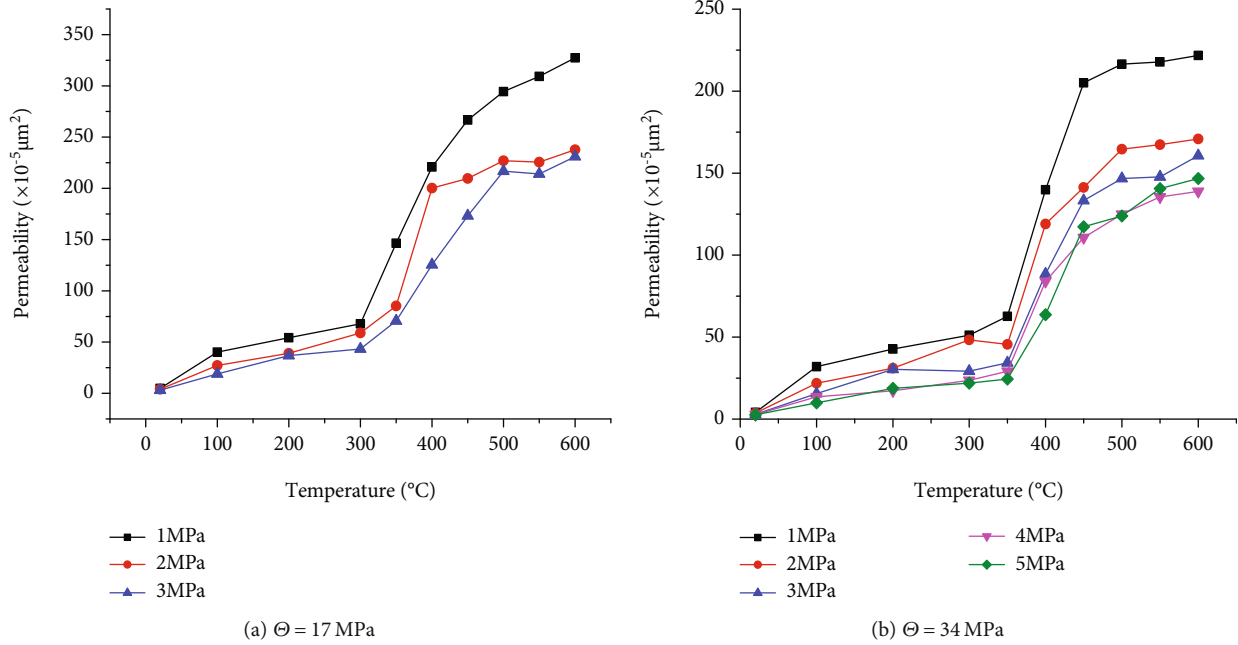 350
300
250
200
150
100
50
0
Permeability (×10⁻⁵μm²)
0 100 200 300 400 500 600
Temperature (°C)
1MPa
2MPa
3MPa
(a) Θ = 17 MPa
250
200
150
100
50
0
Permeability (×10⁻⁵μm²)
0 100 200 300 400 500 600
Temperature (°C)
1MPa
2MPa
3MPa
4MPa
5MPa
(b) Θ = 34 MPa